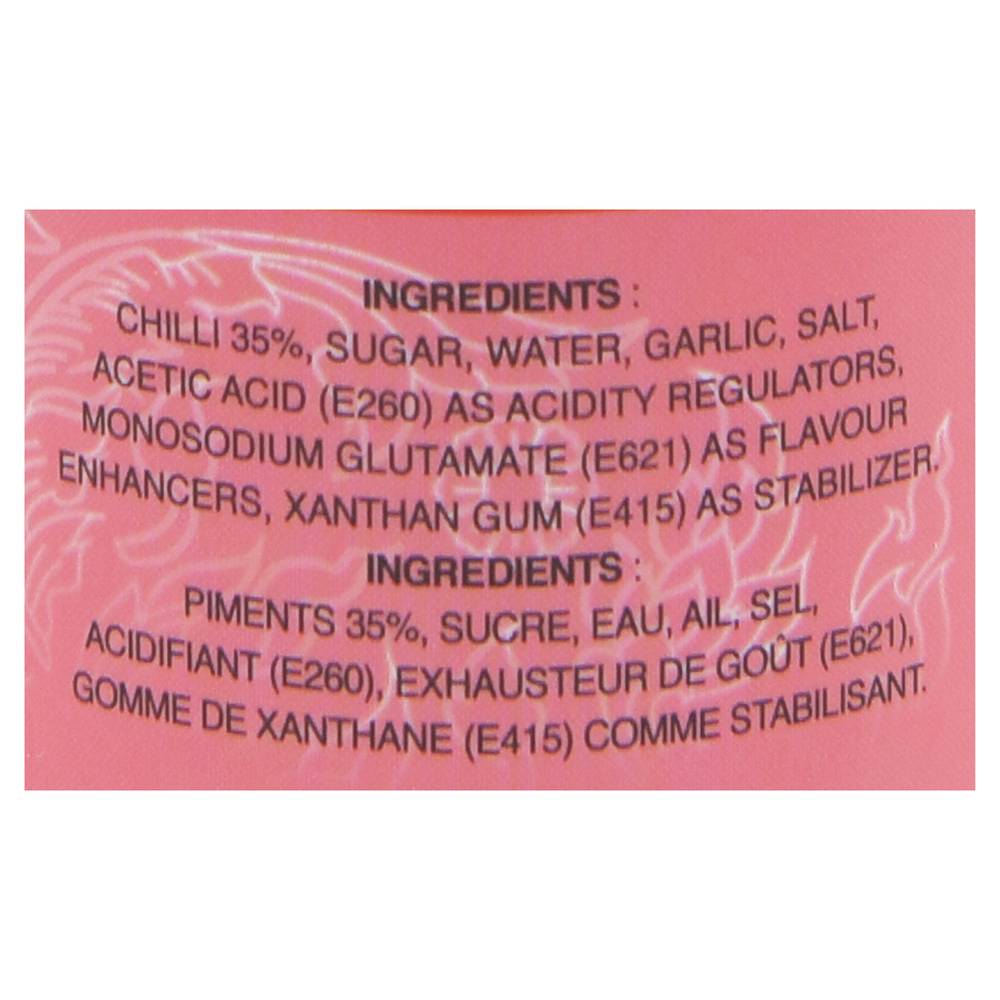 INGREDIENTS :
CHILLI 35%, SUGAR, WATER, GARLIC, SALT,
ACETIC ACID (E260) AS ACIDITY REGULATORS,
MONOSODIUM GLUTAMATE (E621) AS FLAVOUR
ENHANCERS, XANTHAN GUM (E415) AS STABILIZER.
INGREDIENTS :
PIMENTS 35%, SUCRE, EAU, AIL, SEL,
ACIDIFIANT (E260), EXHAUSTEUR DE GOÛT (E621),
GOMME DE XANTHANE (E415) COMME STABILISANT.